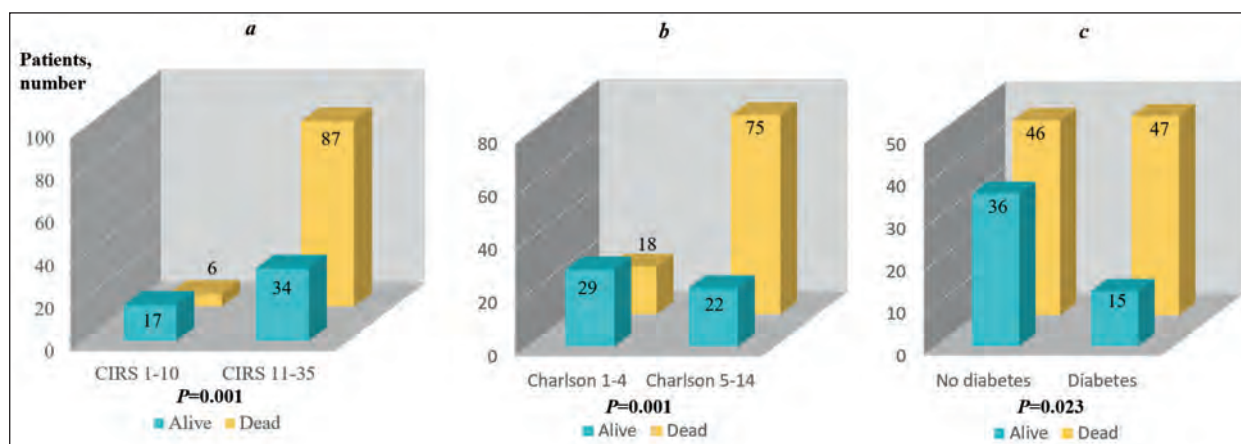 a
Patients,
number
100
80
60
40
20
0
87
6
34
17
CIRS 1-10 CIRS 11-35
P=0.001
Alive Dead
b
80
60
40
20
0
75
18
29
22
Charlson 1-4 Charlson 5-14
P=0.001
Alive Dead
c
50
40
30
20
10
0
46
47
36
15
No diabetes Diabetes
P=0.023
Alive Dead